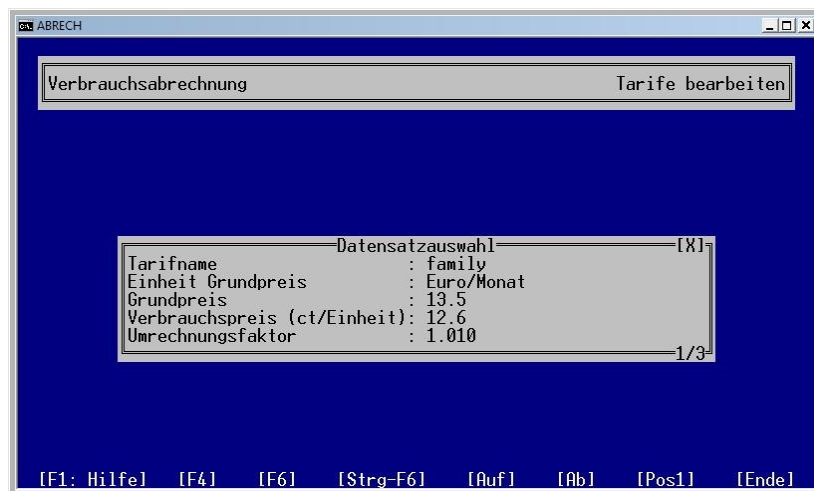 ABRECH
Verbrauchsabrechnung Tarife bearbeiten
Datensatzauswahl [X]
Tarifname : family
Einheit Grundpreis : Euro/Monat
Grundpreis : 13.5
Verbrauchspreis (ct/Einheit): 12.6
Umrechnungsfaktor : 1.010
1/3
[F1: Hilfe] [F4] [F6] [Strg-F6] [Auf] [Ab] [Pos1] [Ende]